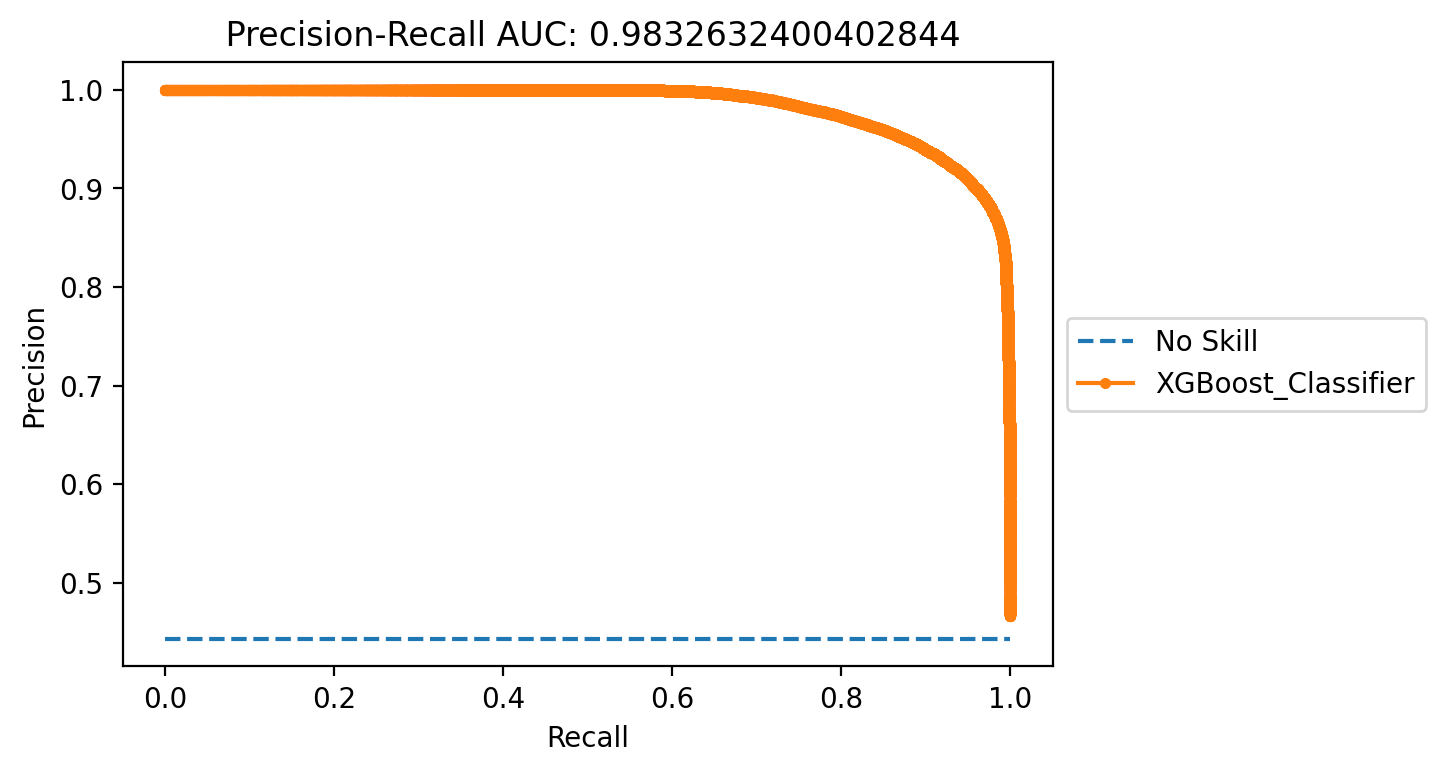 Precision-Recall AUC: 0.9832632400402844
1.0
0.9
0.8
0.7
0.6
0.5
Precision
0.0 0.2 0.4 0.6 0.8 1.0
Recall
No Skill
XGBoost_Classifier